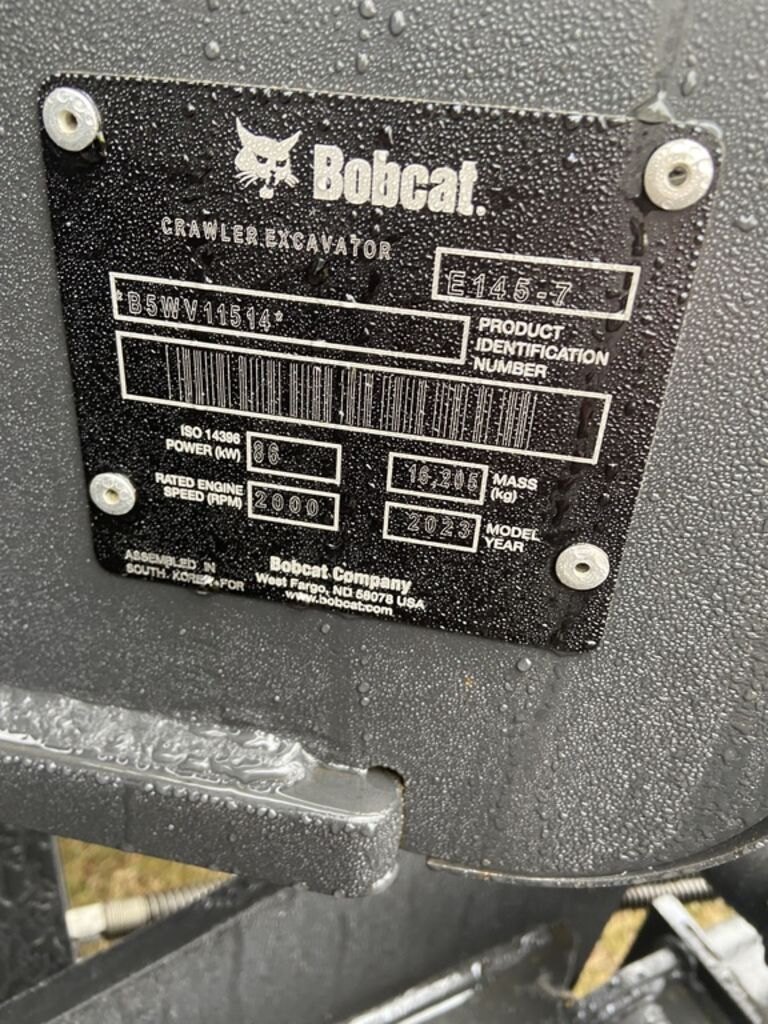 Bobcat.
CRAWLER EXCAVATOR
E145-7
*B5WV11514*
PRODUCT
IDENTIFICATION
NUMBER
ISO 14396
POWER (kW)
86
16,205
MASS
(kg)
RATED ENGINE
SPEED (RPM)
2000
2023
MODEL
YEAR
ASSEMBLED IN
SOUTH KOREA FOR
Bobcat Company
West Fargo, ND 58078 USA
www.bobcat.com